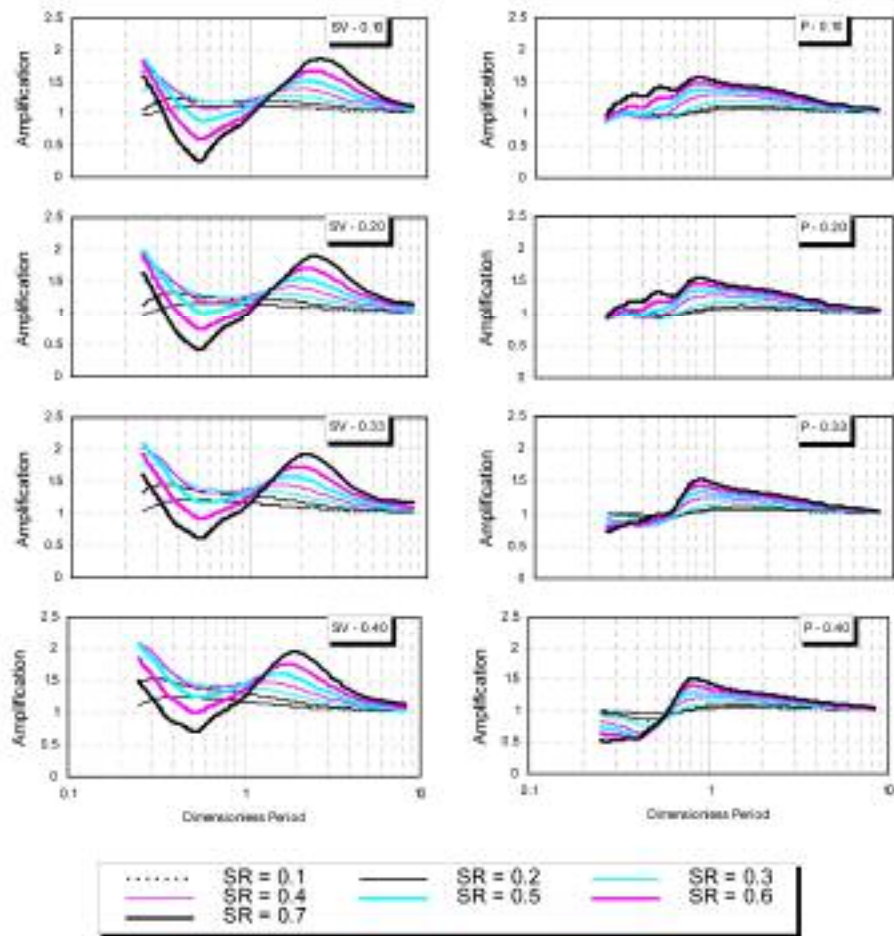 2.5
SV - 0.10
2
1.5
1
0.5
0
Amplification
2.5
P - 0.10
2
1.5
1
0.5
0
Amplification
2.5
SV - 0.20
2
1.5
1
0.5
0
Amplification
2.5
P - 0.20
2
1.5
1
0.5
0
Amplification
2.5
SV - 0.33
2
1.5
1
0.5
0
Amplification
2.5
P - 0.33
2
1.5
1
0.5
0
Amplification
2.5
SV - 0.40
2
1.5
1
0.5
0
Amplification
0.1 1 10
Dimensionless Period
2.5
P - 0.40
2
1.5
1
0.5
0
Amplification
0.1 1 10
Dimensionless Period
SR = 0.1 SR = 0.2 SR = 0.3
SR = 0.4 SR = 0.5 SR = 0.6
SR = 0.7